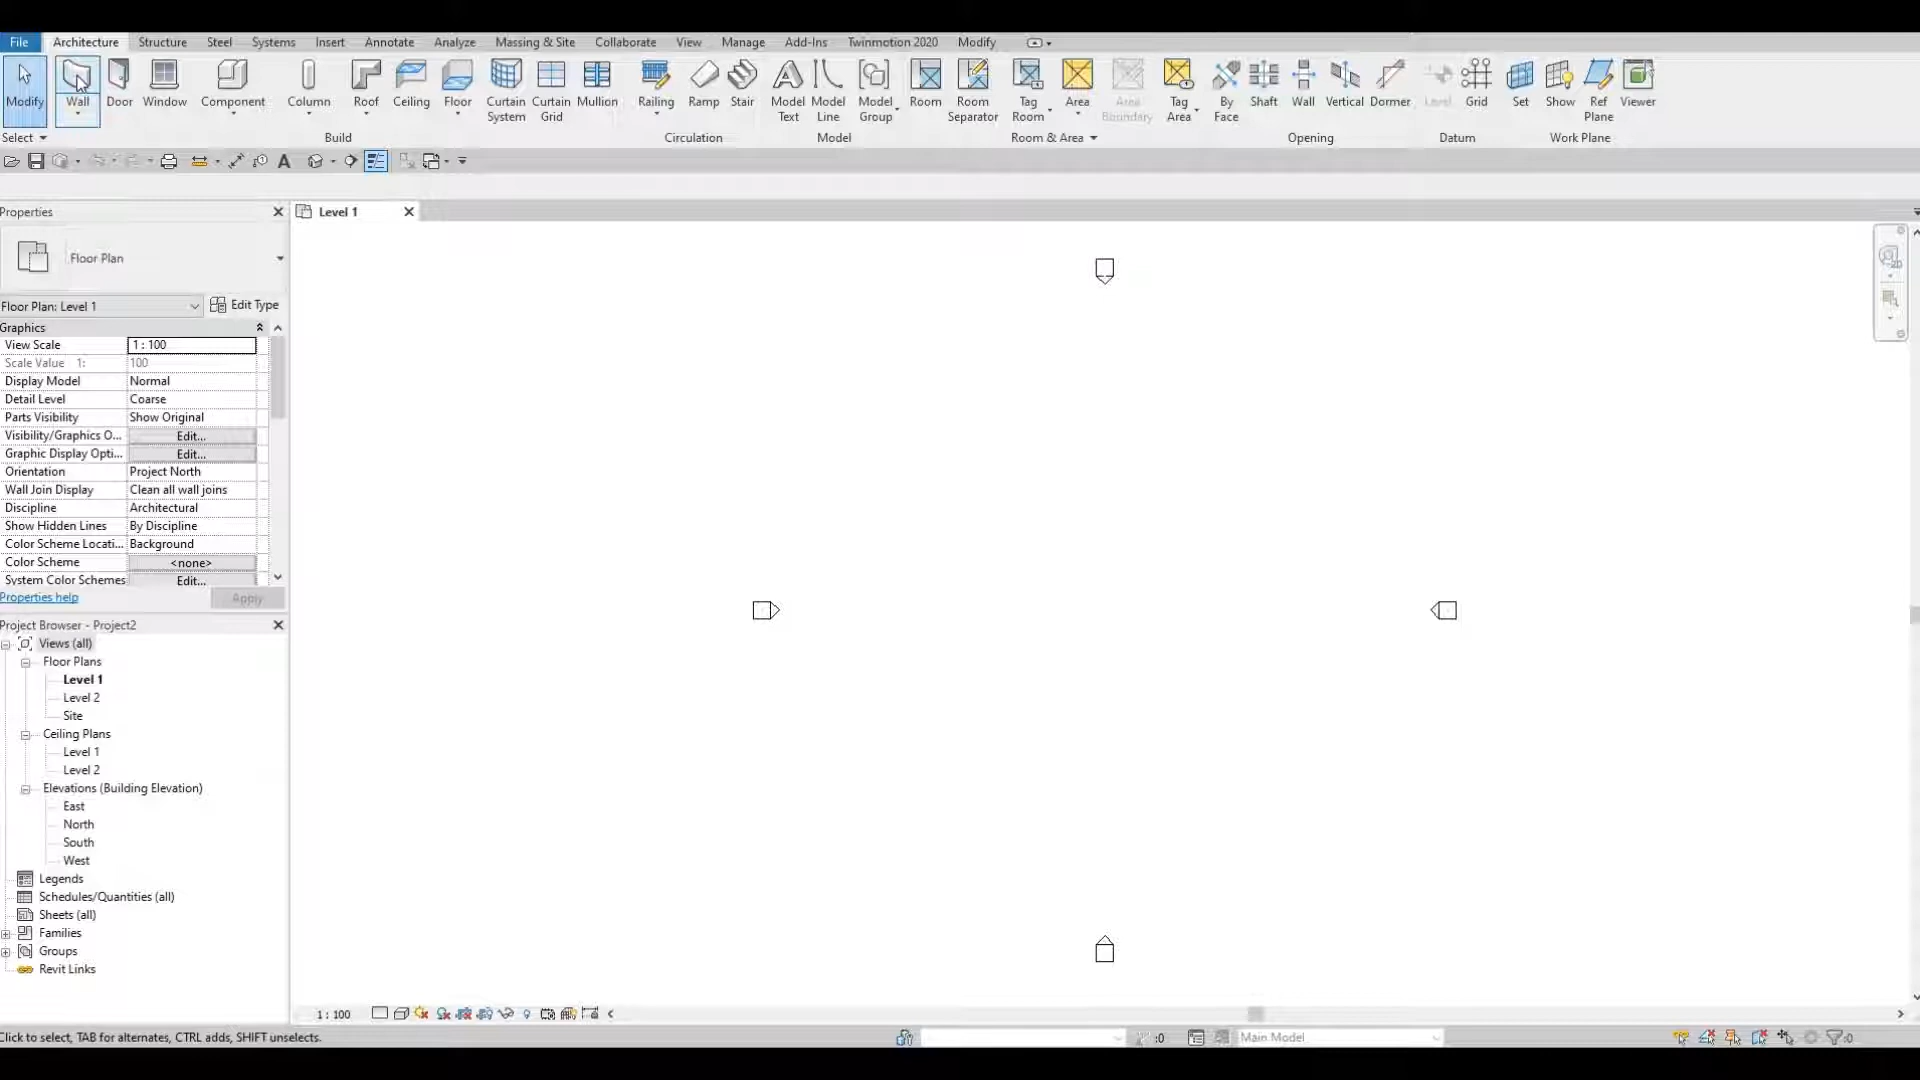 File Architecture Structure Steel Systems Insert Annotate Analyze Massing & Site Collaborate View Manage Add-Ins Twinmotion 2020 Modify
Modify Wall Door Window Component Column Roof Ceiling Floor Curtain System Curtain Grid Mullion Railing Ramp Stair Model Text Model Line Model Group Room Room Separator Tag Room Area Area Boundary Tag Area By Face Shaft Wall Vertical Dormer Level Grid Set Show Ref Plane Viewer
Select Build Circulation Model Room & Area Opening Datum Work Plane
Properties
Level 1
Floor Plan
Floor Plan: Level 1 Edit Type
Graphics
View Scale 1 : 100
Scale Value 1: 100
Display Model Normal
Detail Level Coarse
Parts Visibility Show Original
Visibility/Graphics O... Edit...
Graphic Display Opti... Edit...
Orientation Project North
Wall Join Display Clean all wall joins
Discipline Architectural
Show Hidden Lines By Discipline
Color Scheme Locati... Background
Color Scheme <none>
System Color Schemes Edit...
Properties help Apply
Project Browser - Project2
Views (all)
Floor Plans
Level 1
Level 2
Site
Ceiling Plans
Level 1
Level 2
Elevations (Building Elevation)
East
North
South
West
Legends
Schedules/Quantities (all)
Sheets (all)
Families
Groups
Revit Links
1 : 100
Click to select, TAB for alternates, CTRL adds, SHIFT unselects. :0 Main Model :0